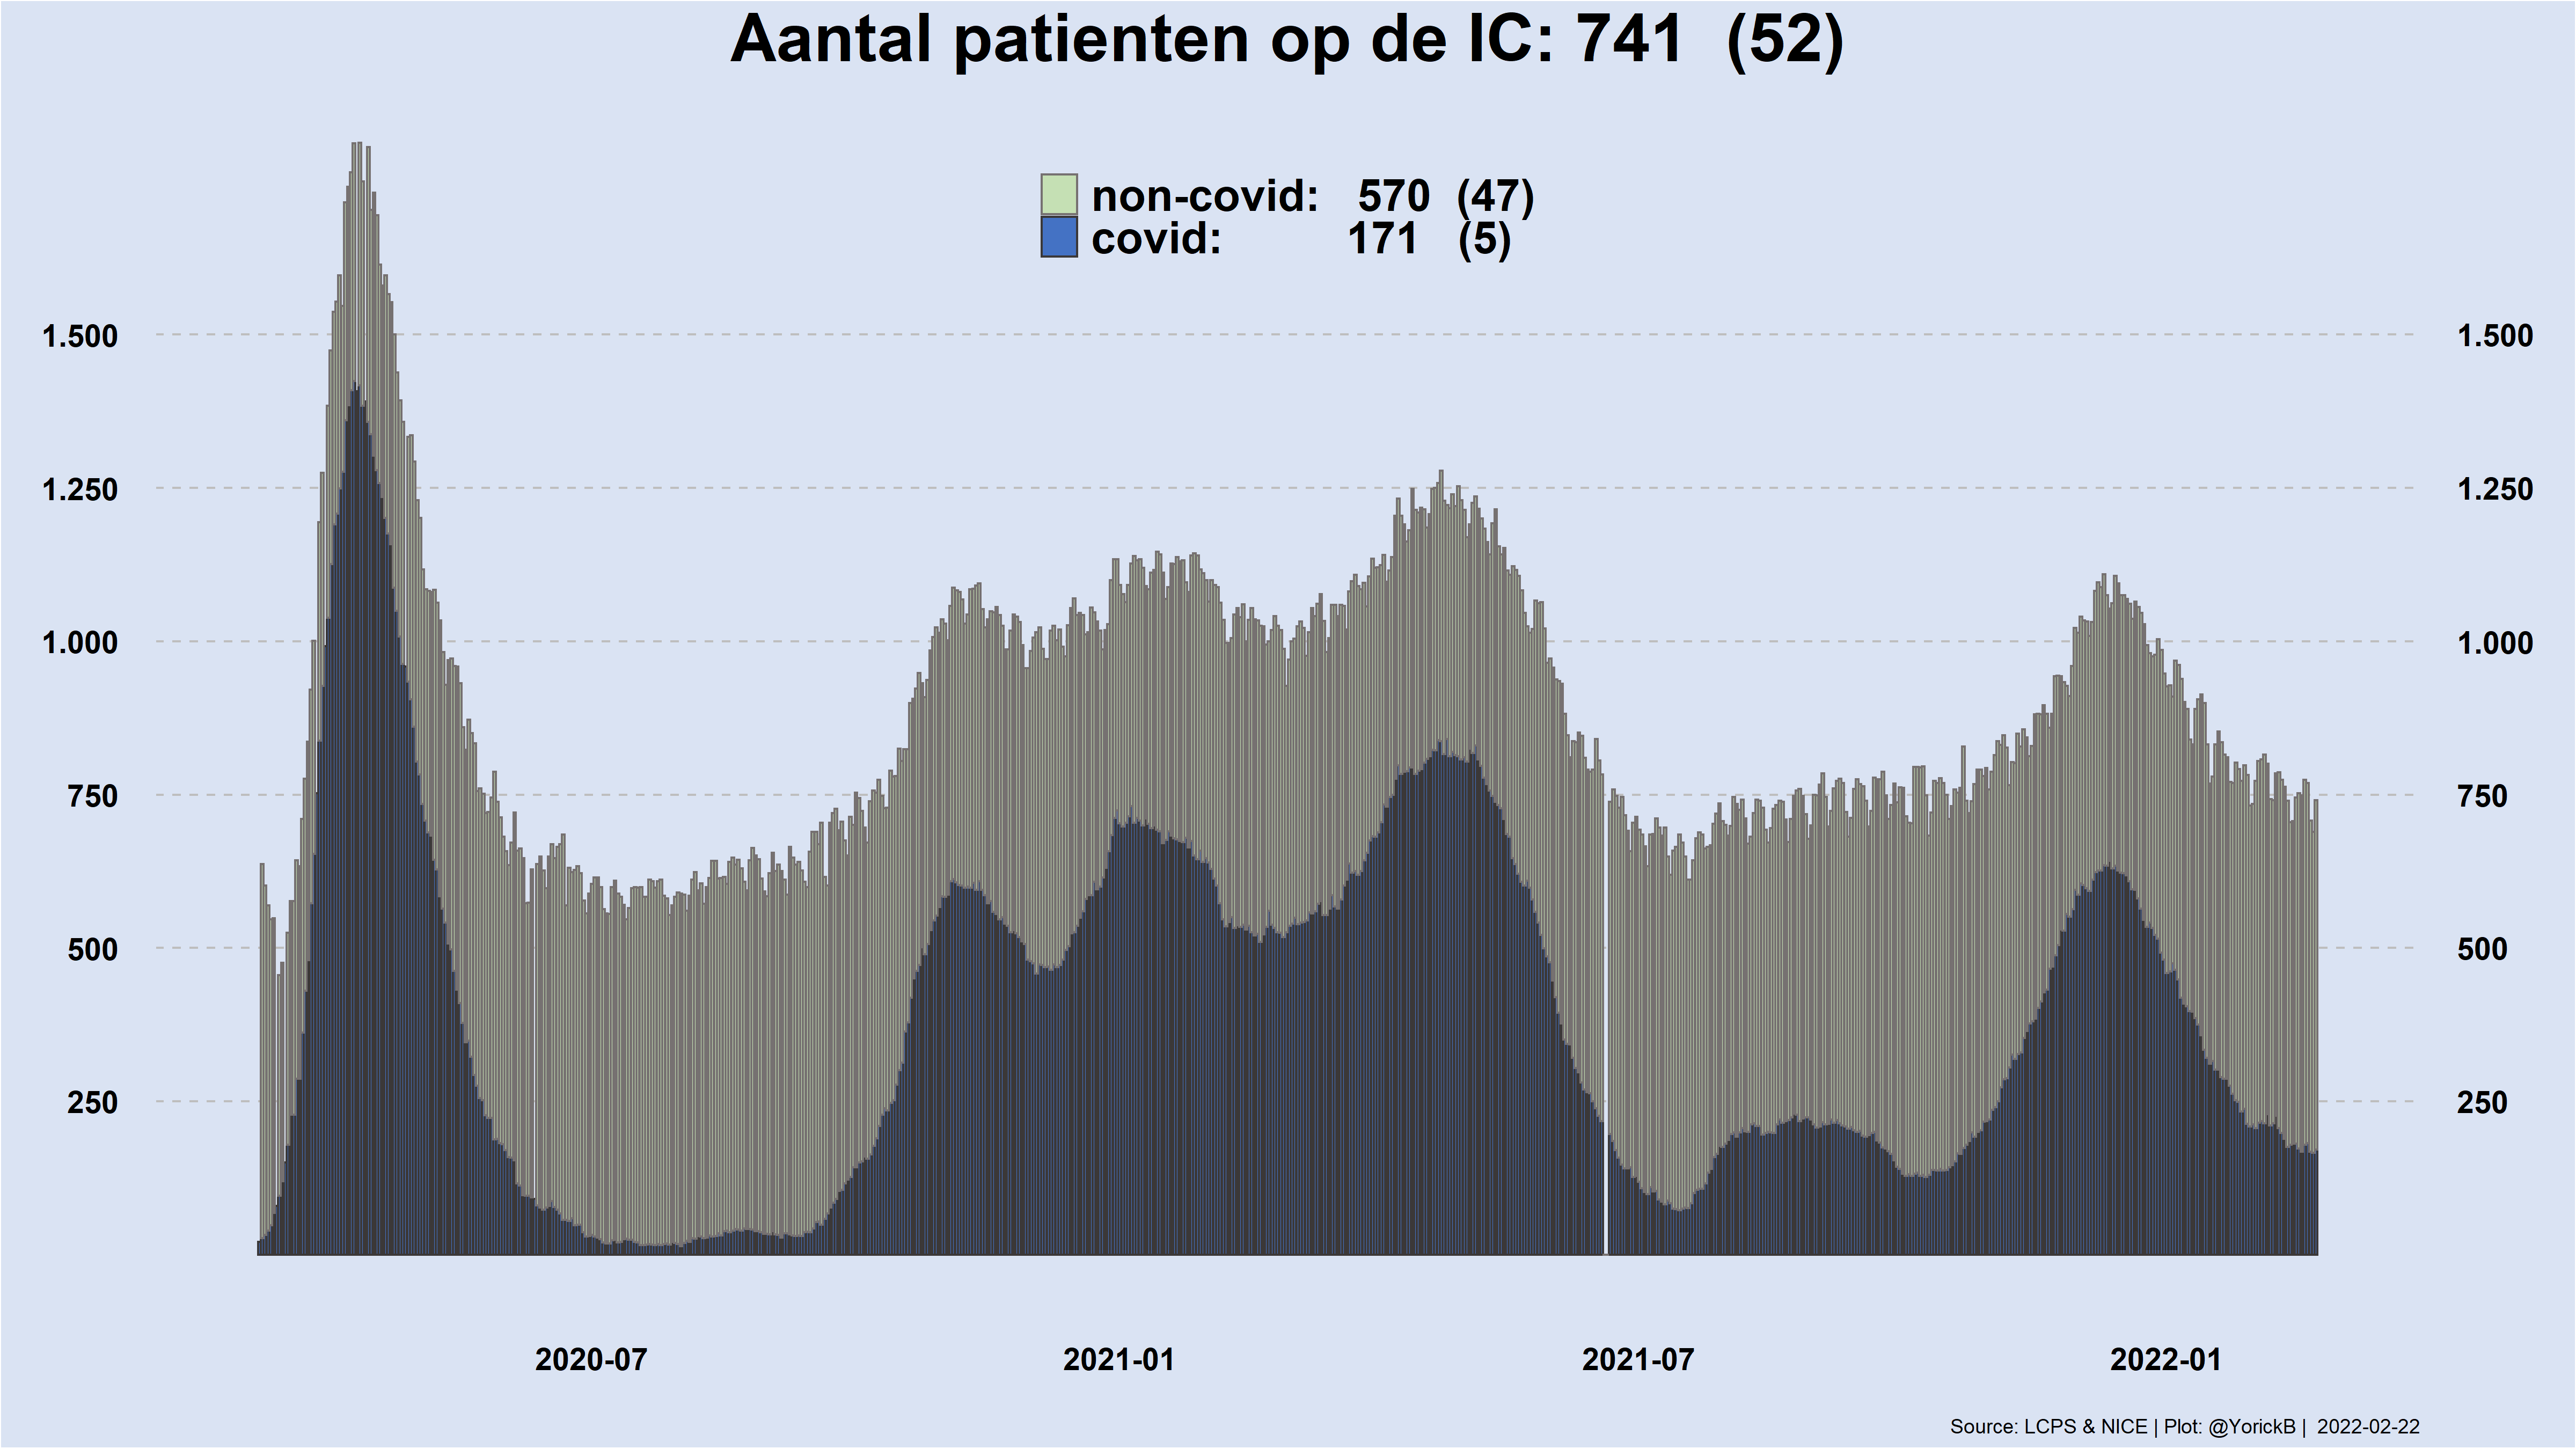 Aantal patienten op de IC: 741 (52)
non-covid: 570 (47)
covid: 171 (5)
1.500 1.500
1.250 1.250
1.000 1.000
750 750
500 500
250 250
2020-07 2021-01 2021-07 2022-01
Source: LCPS & NICE | Plot: @YorickB | 2022-02-22